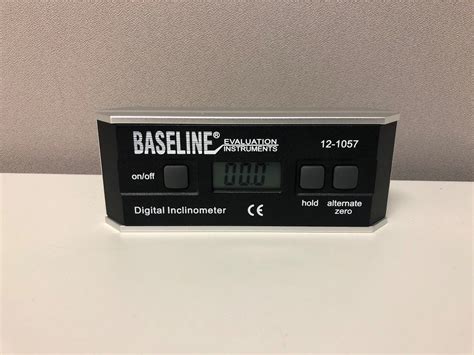 BASELINE® EVALUATION INSTRUMENTS
12-1057
on/off
00.0
hold
alternate zero
Digital Inclinometer
CE